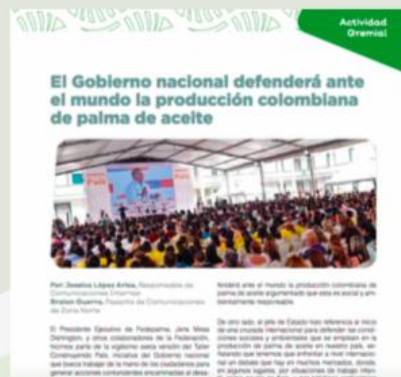 Actividad
Gremial
El Gobierno nacional defenderá ante
el mundo la producción colombiana
de palma de aceite
País
Por: Jessica López Arias, Responsable de
Comunicaciones Internas
Braian Guerra, Pasante de Comunicaciones
de Zona Norte
El Presidente Ejecutivo de Fedepalma, Jens Mesa
Dishington, y otros colaboradores de la Federación,
hicieron parte de la vigésima sexta versión del Taller
Construyendo País, iniciativa del Gobierno nacional
que busca trabajar de la mano de los ciudadanos para
generar acciones contundentes encaminadas al desa-
fenderá ante el mundo la producción colombiana de
palma de aceite argumentado que esta es social y am-
bientalmente responsable.
De otro lado, el jefe de Estado hizo referencia al inicio
de una cruzada internacional para defender las condi-
ciones sociales y ambientales que se emplean en la
producción de palma de aceite en nuestro país, se-
ñalando que tenemos que enfrentar a nivel internacio-
nal un debate que hay en muchos mercados, donde,
en algunos lugares, por situaciones de trabajo infan-